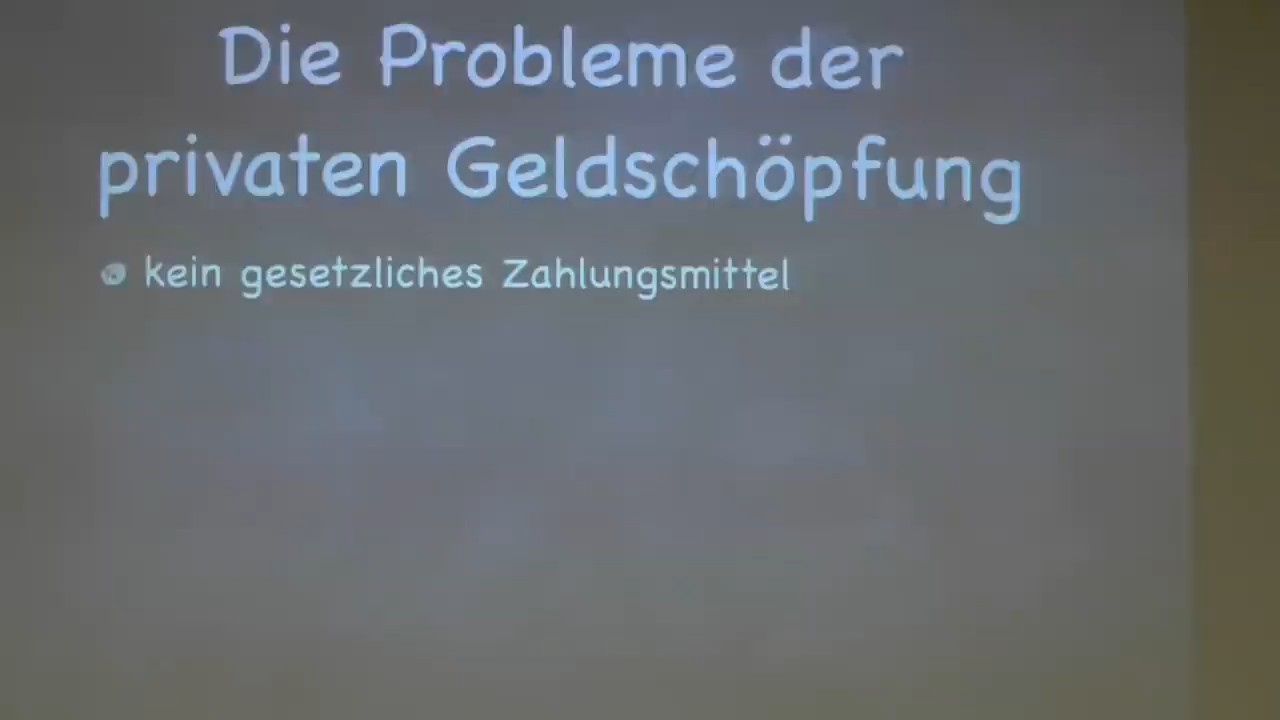 Die Probleme der
privaten Geldschöpfung
kein gesetzliches Zahlungsmittel